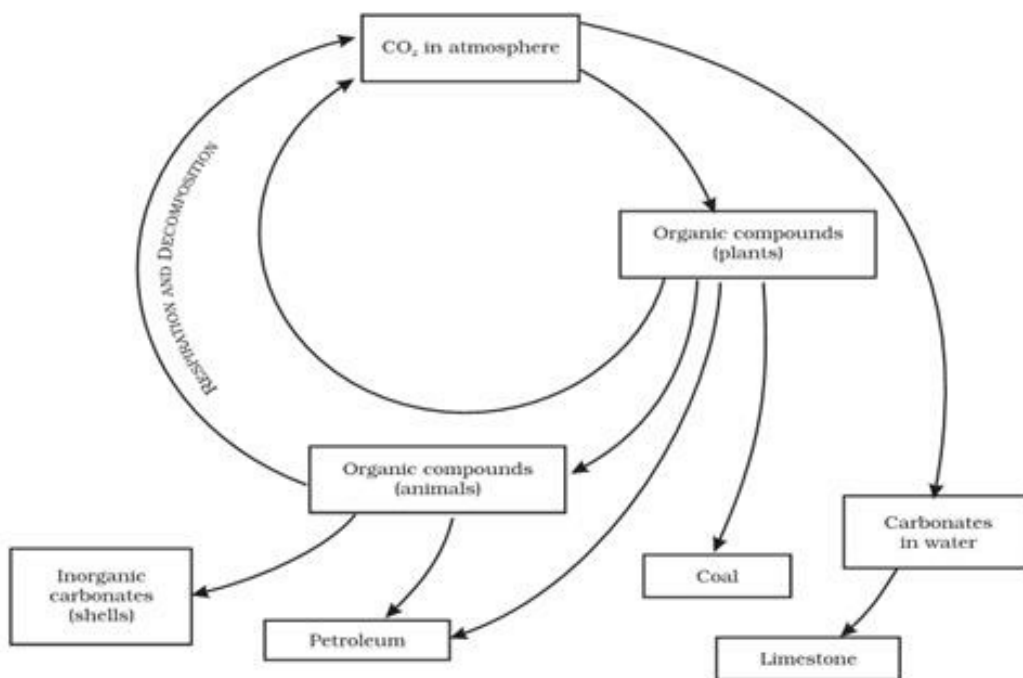 CO₂ in atmosphere
RESPIRATION AND DECOMPOSITION
Organic compounds
(plants)
Organic compounds
(animals)
Carbonates
in water
Inorganic
carbonates
(shells)
Coal
Petroleum
Limestone